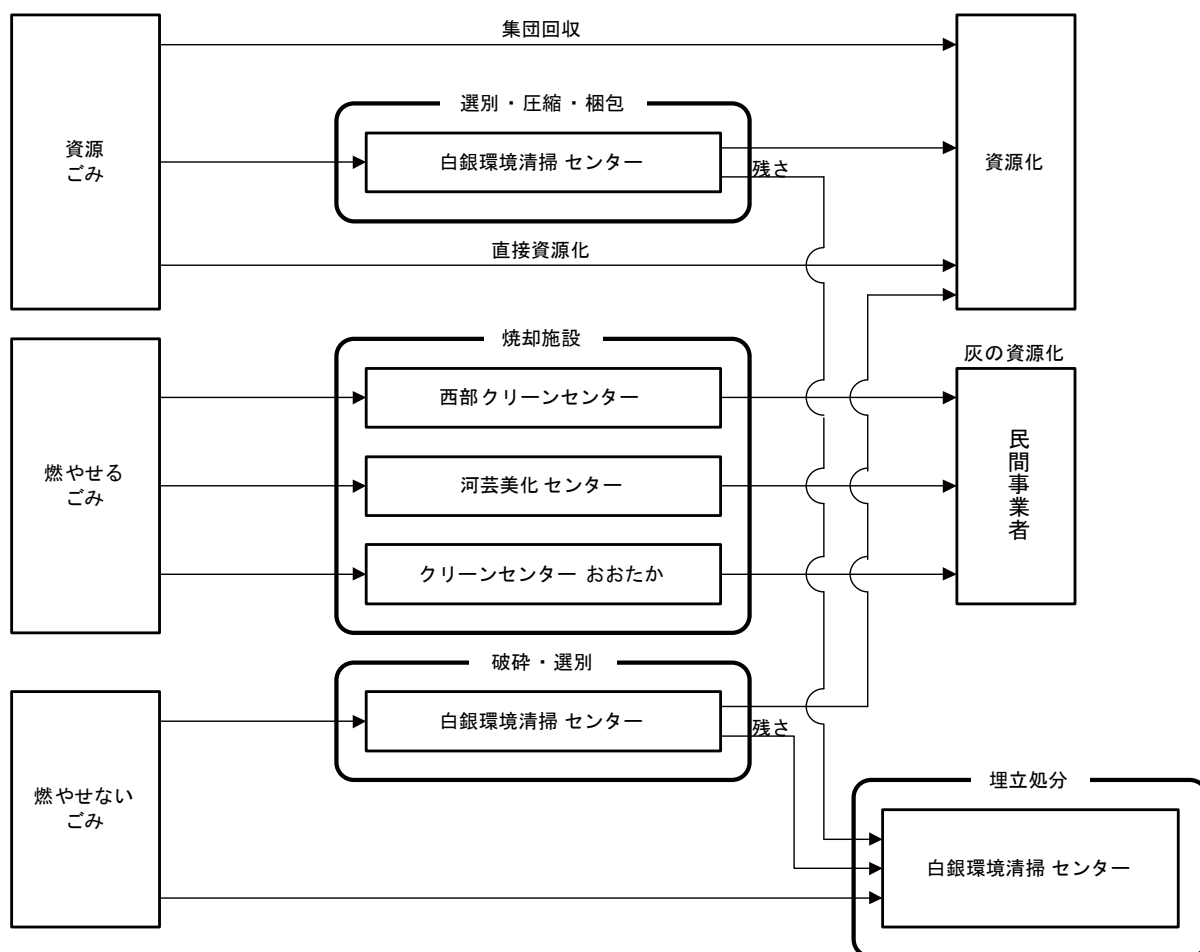 集団回収
選別・圧縮・梱包
資源
ごみ
白銀環境清掃 センター
残さ
資源化
直接資源化
焼却施設
灰の資源化
西部クリーンセンター
燃やせる
ごみ
河芸美化 センター
民間事業者
クリーンセンター おおたか
破砕・選別
白銀環境清掃 センター
残さ
燃やせない
ごみ
埋立処分
白銀環境清掃 センター